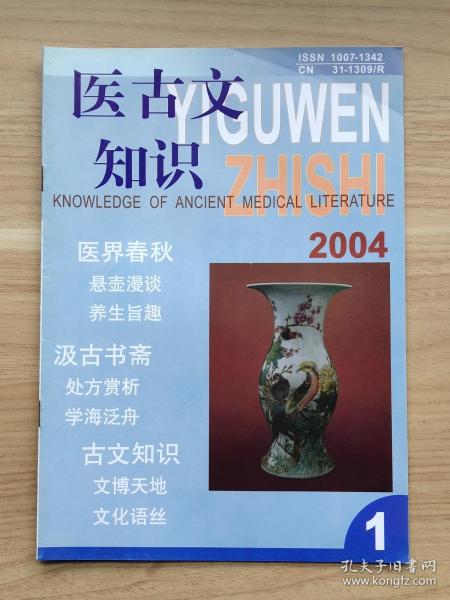 ISSN 1007-1342
CN 31-1309/R
医古文
YIGUWEN
知识
ZHISHI
KNOWLEDGE OF ANCIENT MEDICAL LITERATURE
2004
医界春秋
悬壶漫谈
养生旨趣
汲古书斋
处方赏析
学海泛舟
古文知识
文博天地
文化语丝
1
孔夫子旧书网
www.kongfz.com